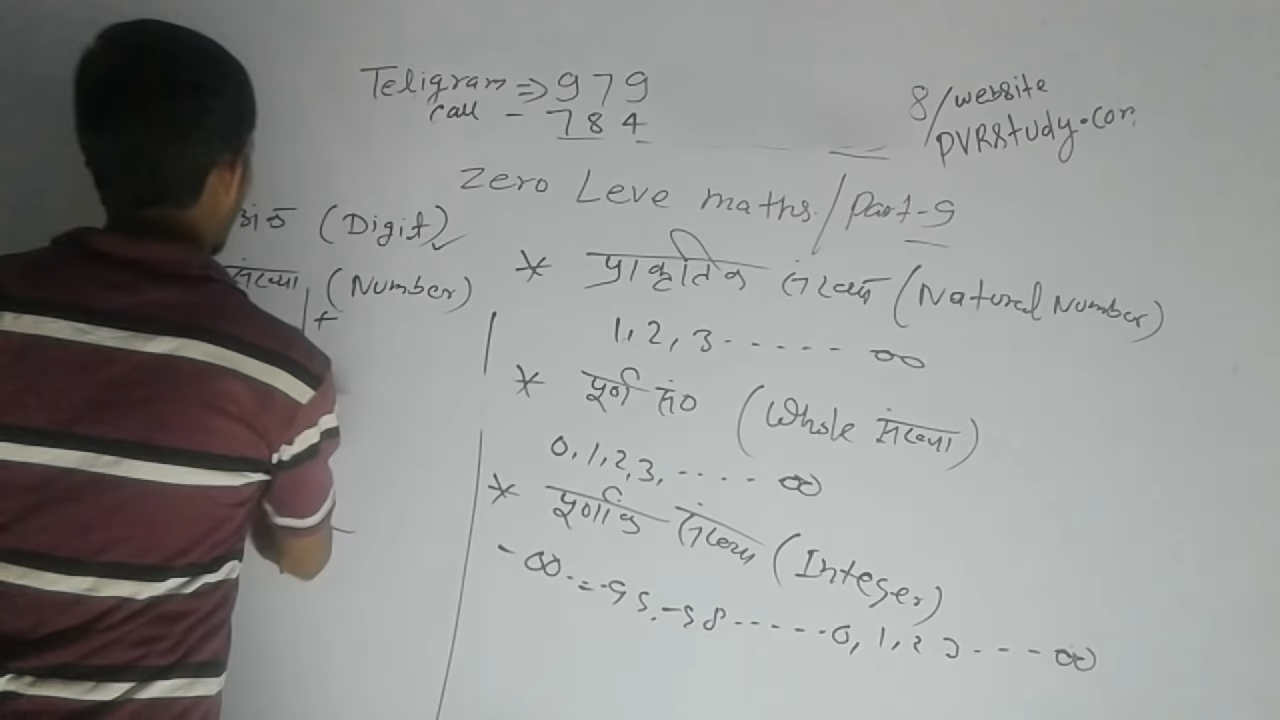 Teligram => 979
call - 784
8/website
PVRStudy.com
Zero Leve maths / Part-9
अंक (Digit) ✓
संख्या (Number)
+
* प्राकृतिक संख्या (Natural Number)
1, 2, 3 ...... ∞
* पूर्ण सं० (Whole संख्या)
0, 1, 2, 3, ..... ∞
* पूर्णांक संख्या (Integer)
-∞ .. -99, -98 ...... 0, 1, 2 3 .... ∞